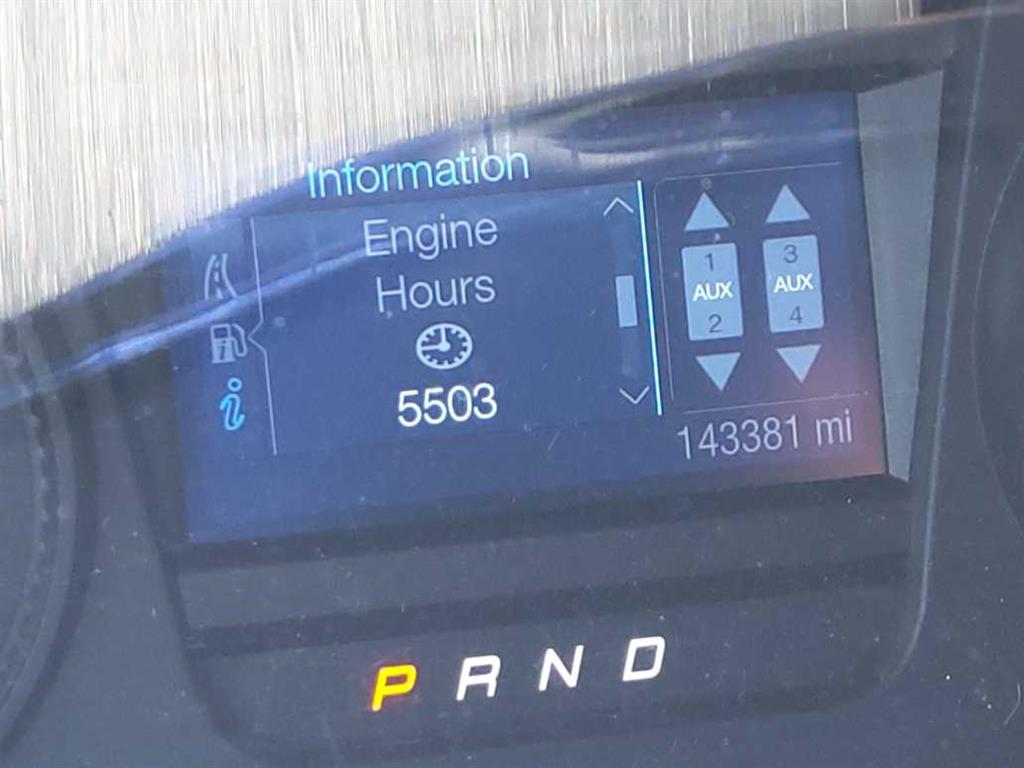 Information
Engine
Hours
5503
1
AUX
2
3
AUX
4
143381 mi
P R N D